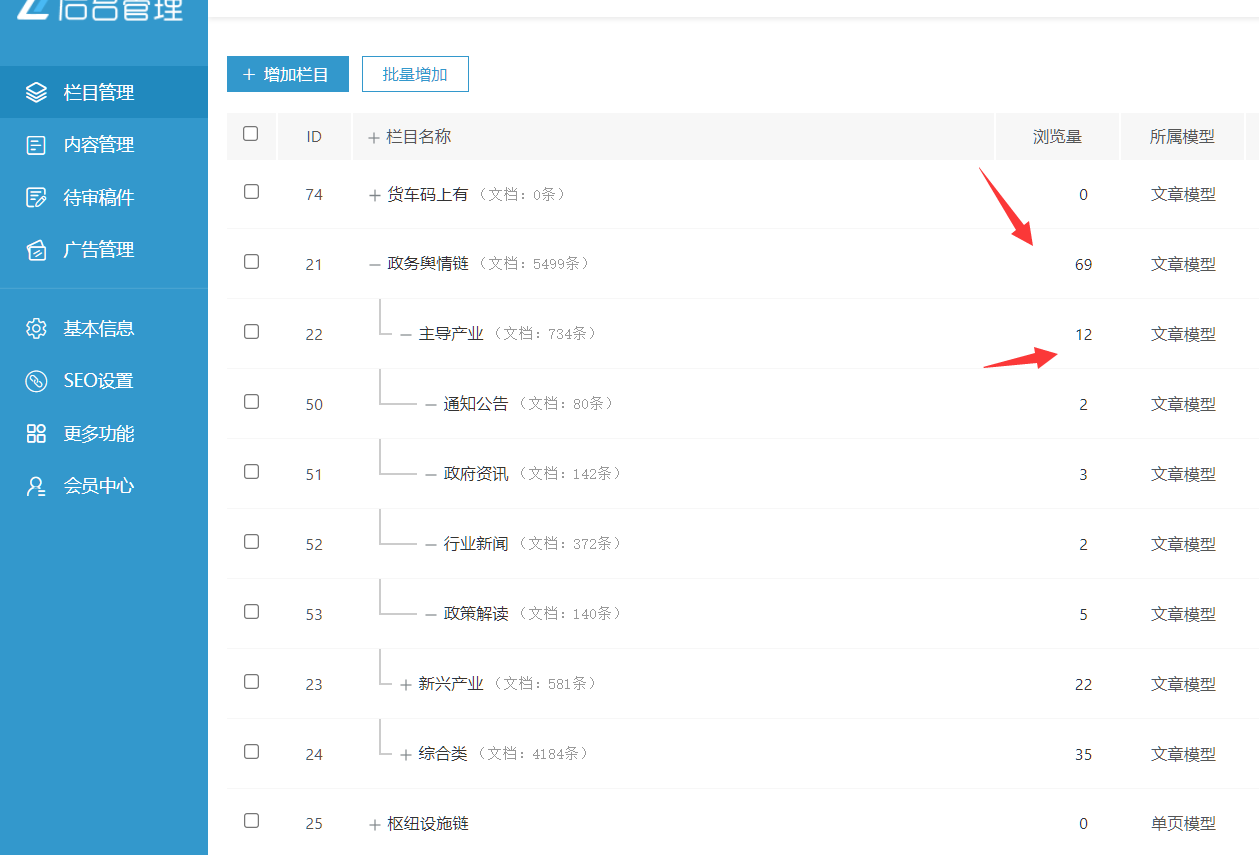 后台管理
栏目管理
内容管理
待审稿件
广告管理
基本信息
SEO设置
更多功能
会员中心
+ 增加栏目 批量增加
ID + 栏目名称 浏览量 所属模型
74 + 货车码上有 （文档：0条） 0 文章模型
21 — 政务舆情链 （文档：5499条） 69 文章模型
22 — 主导产业 （文档：734条） 12 文章模型
50 — 通知公告 （文档：80条） 2 文章模型
51 — 政府资讯 （文档：142条） 3 文章模型
52 — 行业新闻 （文档：372条） 2 文章模型
53 — 政策解读 （文档：140条） 5 文章模型
23 + 新兴产业 （文档：581条） 22 文章模型
24 + 综合类 （文档：4184条） 35 文章模型
25 + 枢纽设施链 0 单页模型